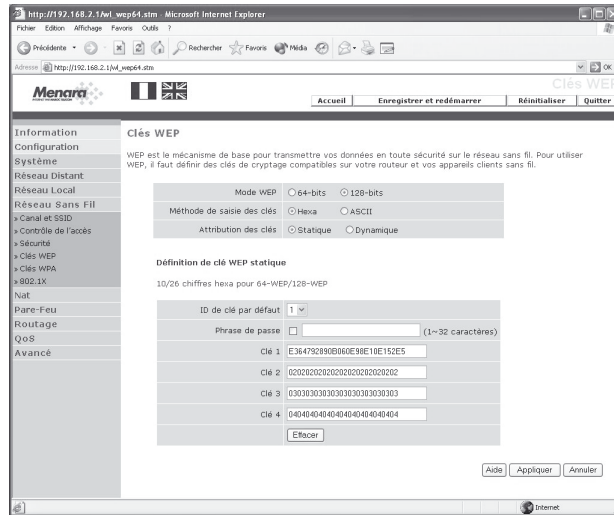 http://192.168.2.1/wl_wep64.stm - Microsoft Internet Explorer
Fichier Edition Affichage Favoris Outils ?
Précédente Rechercher Favoris Média
Adresse http://192.168.2.1/wl_wep64.stm OK
Menara
Clés WEP
Accueil Enregistrer et redémarrer Réinitialiser Quitter
Information
Configuration
Système
Réseau Distant
Réseau Local
Réseau Sans Fil
» Canal et SSID
» Contrôle de l'accès
» Sécurité
» Clés WEP
» Clés WPA
» 802.1X
Nat
Pare-Feu
Routage
QoS
Avancé
Clés WEP
WEP est le mécanisme de base pour transmettre vos données en toute sécurité sur le réseau sans fil. Pour utiliser
WEP, il faut définir des clés de cryptage compatibles sur votre routeur et vos appareils clients sans fil.
Mode WEP 64-bits 128-bits
Méthode de saisie des clés Hexa ASCII
Attribution des clés Statique Dynamique
Définition de clé WEP statique
10/26 chiffres hexa pour 64-WEP/128-WEP
ID de clé par défaut 1
Phrase de passe (1~32 caractères)
Clé 1 E364792890B060E98E10E152E5
Clé 2 02020202020202020202020202
Clé 3 03030303030303030303030303
Clé 4 04040404040404040404040404
Effacer
Aide Appliquer Annuler
Internet